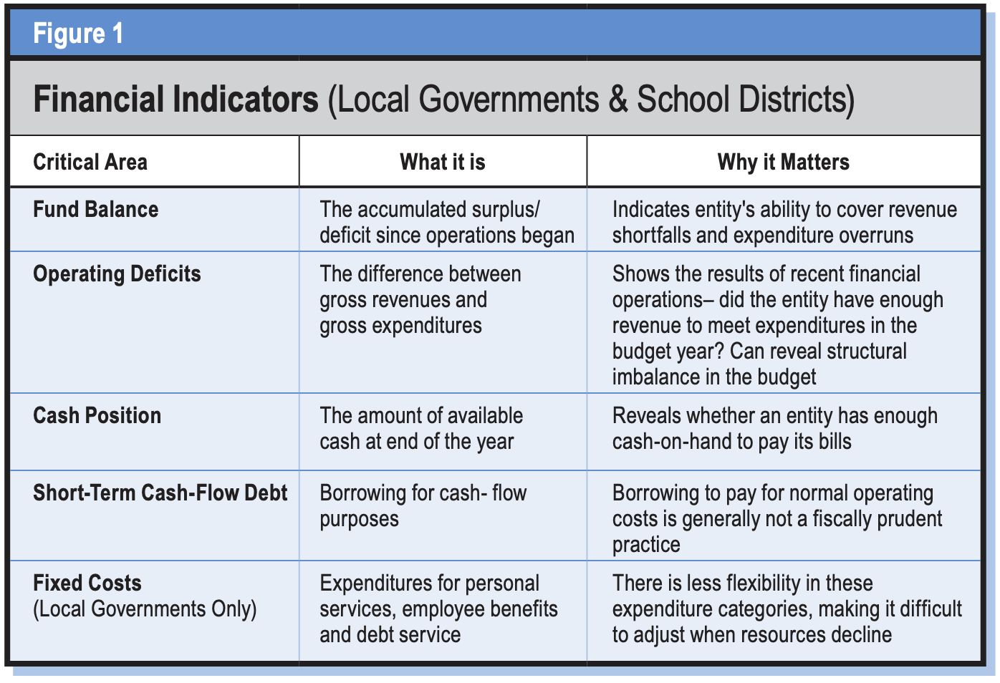 Figure 1
Financial Indicators (Local Governments & School Districts)
Critical Area
What it is
Why it Matters
Fund Balance
The accumulated surplus/
deficit since operations began
Indicates entity's ability to cover revenue
shortfalls and expenditure overruns
Operating Deficits
The difference between
gross revenues and
gross expenditures
Shows the results of recent financial
operations– did the entity have enough
revenue to meet expenditures in the
budget year? Can reveal structural
imbalance in the budget
Cash Position
The amount of available
cash at end of the year
Reveals whether an entity has enough
cash-on-hand to pay its bills
Short-Term Cash-Flow Debt
Borrowing for cash- flow
purposes
Borrowing to pay for normal operating
costs is generally not a fiscally prudent
practice
Fixed Costs
(Local Governments Only)
Expenditures for personal
services, employee benefits
and debt service
There is less flexibility in these
expenditure categories, making it difficult
to adjust when resources decline